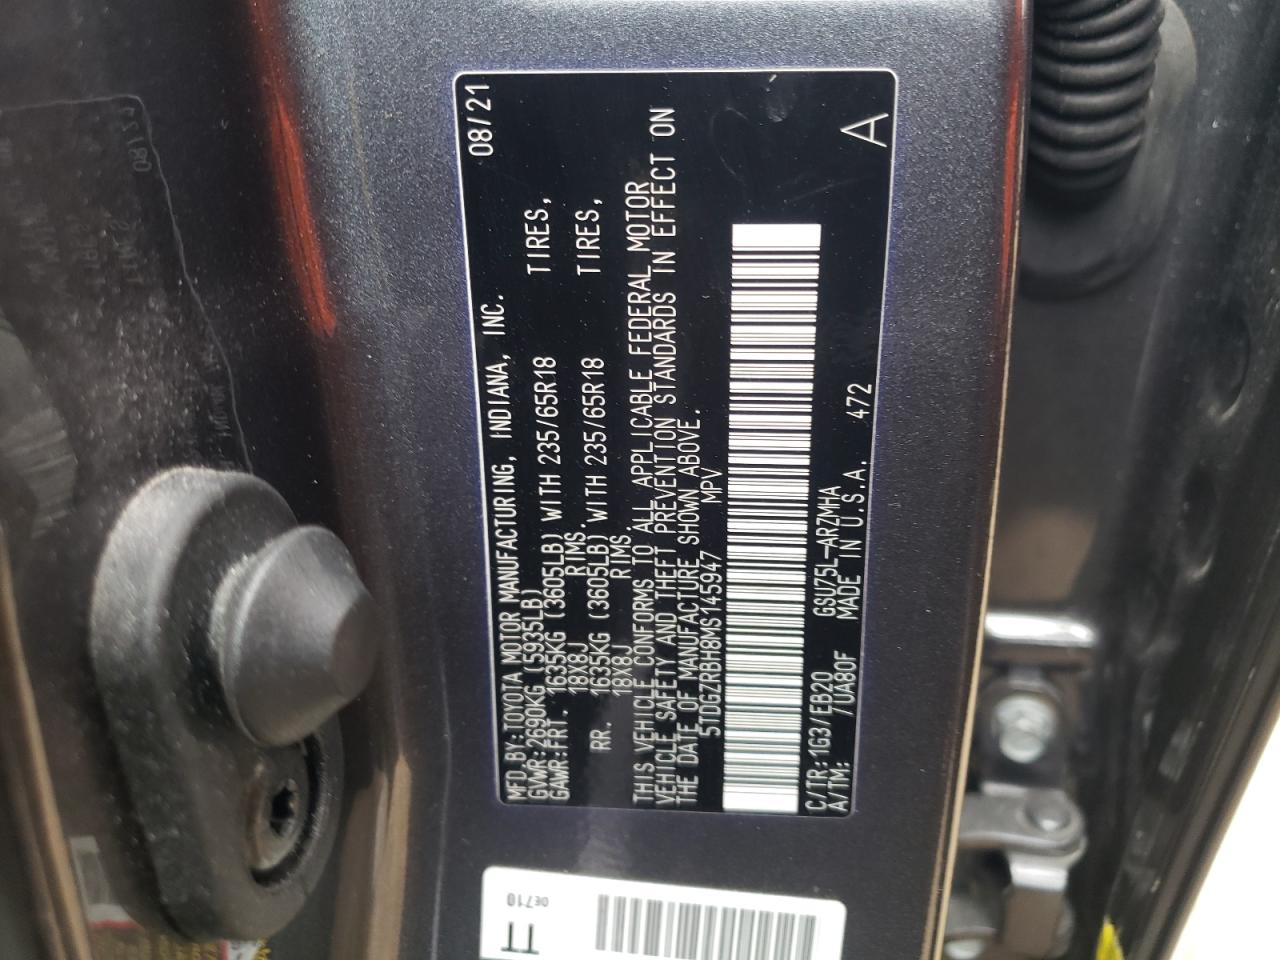 MFD BY:TOYOTA MOTOR MANUFACTURING, INDIANA, INC. 08/21
GVWR:2690KG (5935LB)
GAWR:FRT. 1635KG (3605LB) WITH 235/65R18 TIRES,
18X8J RIMS,
RR. 1635KG (3605LB) WITH 235/65R18 TIRES,
18X8J RIMS,
THIS VEHICLE CONFORMS TO ALL APPLICABLE FEDERAL MOTOR
VEHICLE SAFETY AND THEFT PREVENTION STANDARDS IN EFFECT ON
THE DATE OF MANUFACTURE SHOWN ABOVE.
5TDGZRBH8MS145947 MPV
C/TR:1G3/EB20 GSU75L-ARZMHA
A/TM: /UA80F MADE IN U.S.A. 472 A
0E710